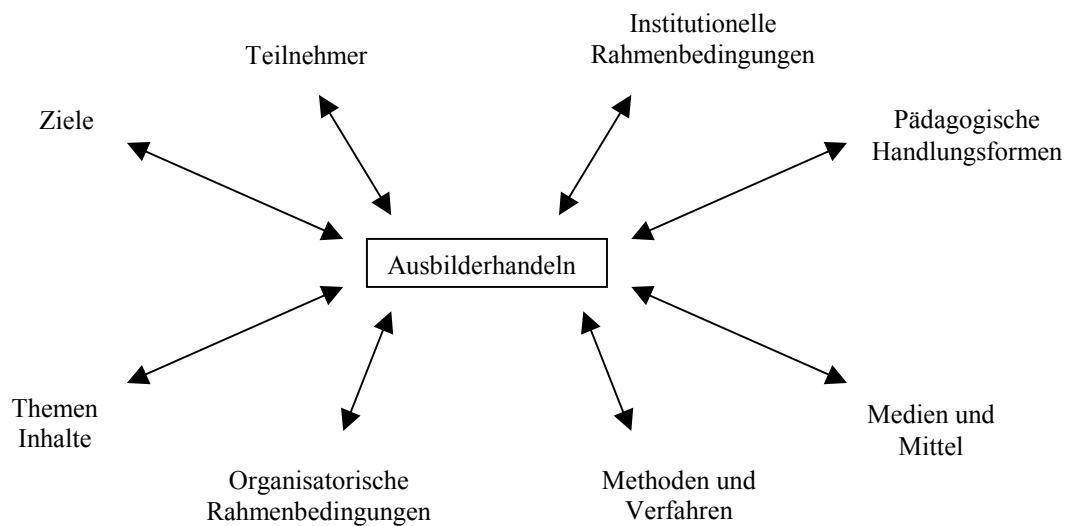 Institutionelle
Rahmenbedingungen
Teilnehmer
Ziele
Pädagogische
Handlungsformen
Ausbilderhandeln
Themen
Inhalte
Medien und
Mittel
Organisatorische
Rahmenbedingungen
Methoden und
Verfahren